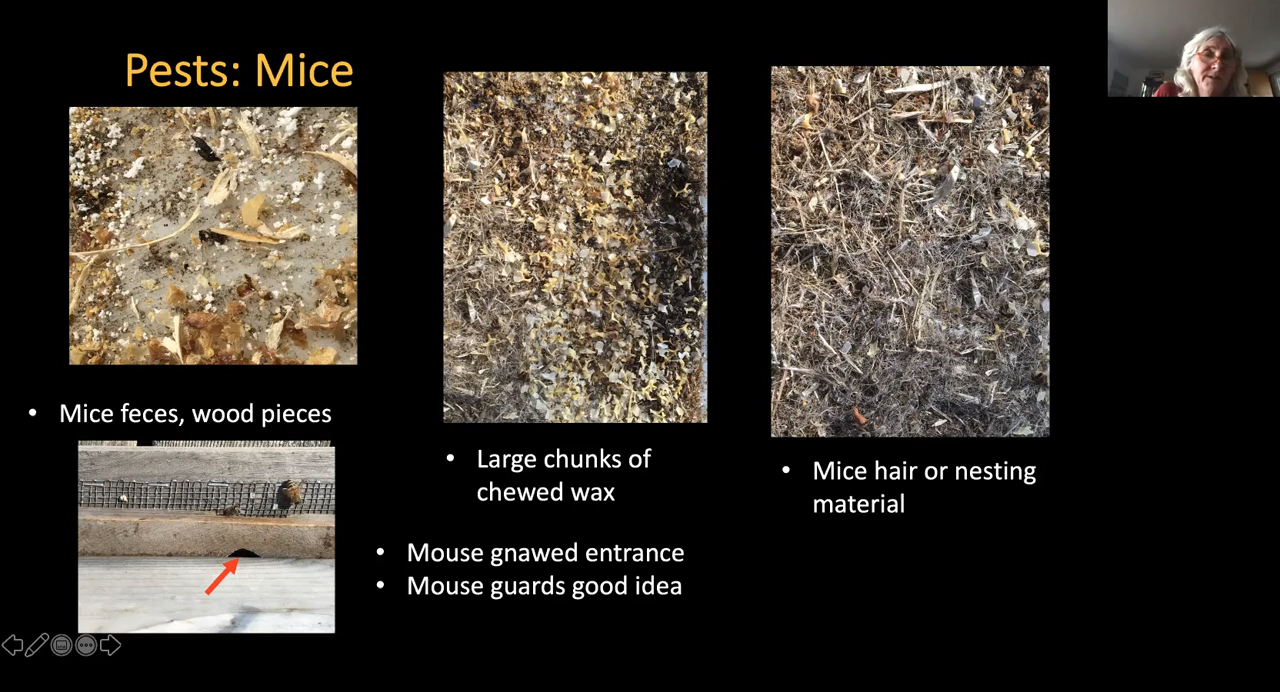 Pests: Mice
• Mice feces, wood pieces
• Large chunks of
chewed wax
• Mice hair or nesting
material
• Mouse gnawed entrance
• Mouse guards good idea